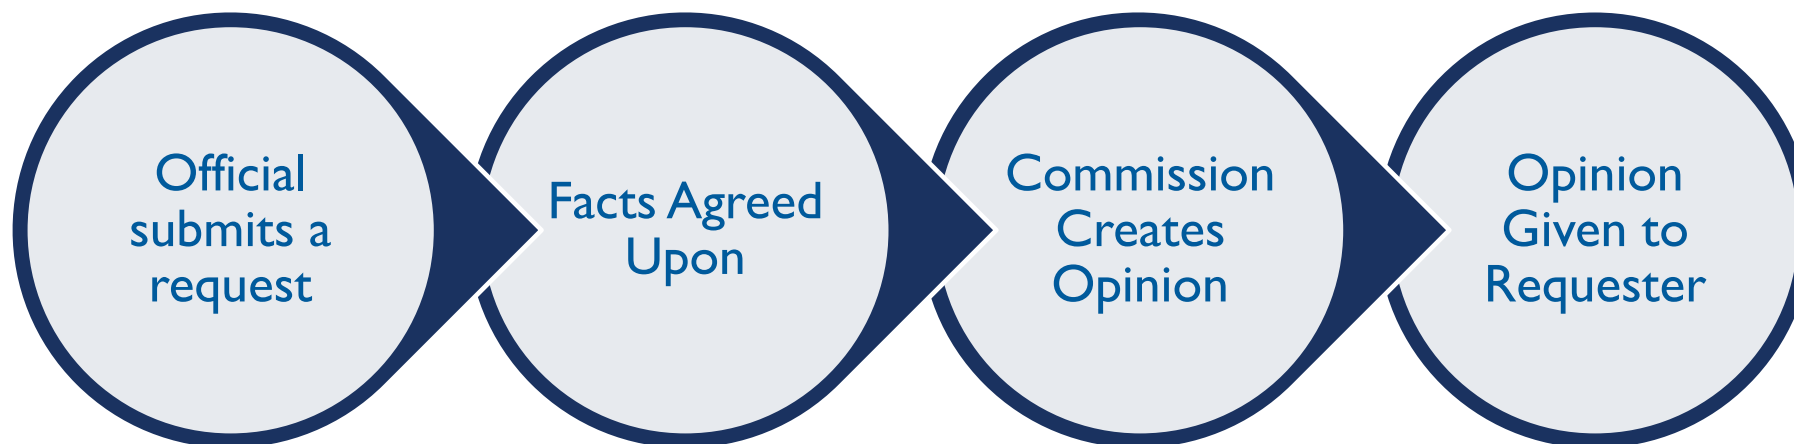 Official
submits a
request
Facts Agreed
Upon
Commission
Creates
Opinion
Opinion
Given to
Requester